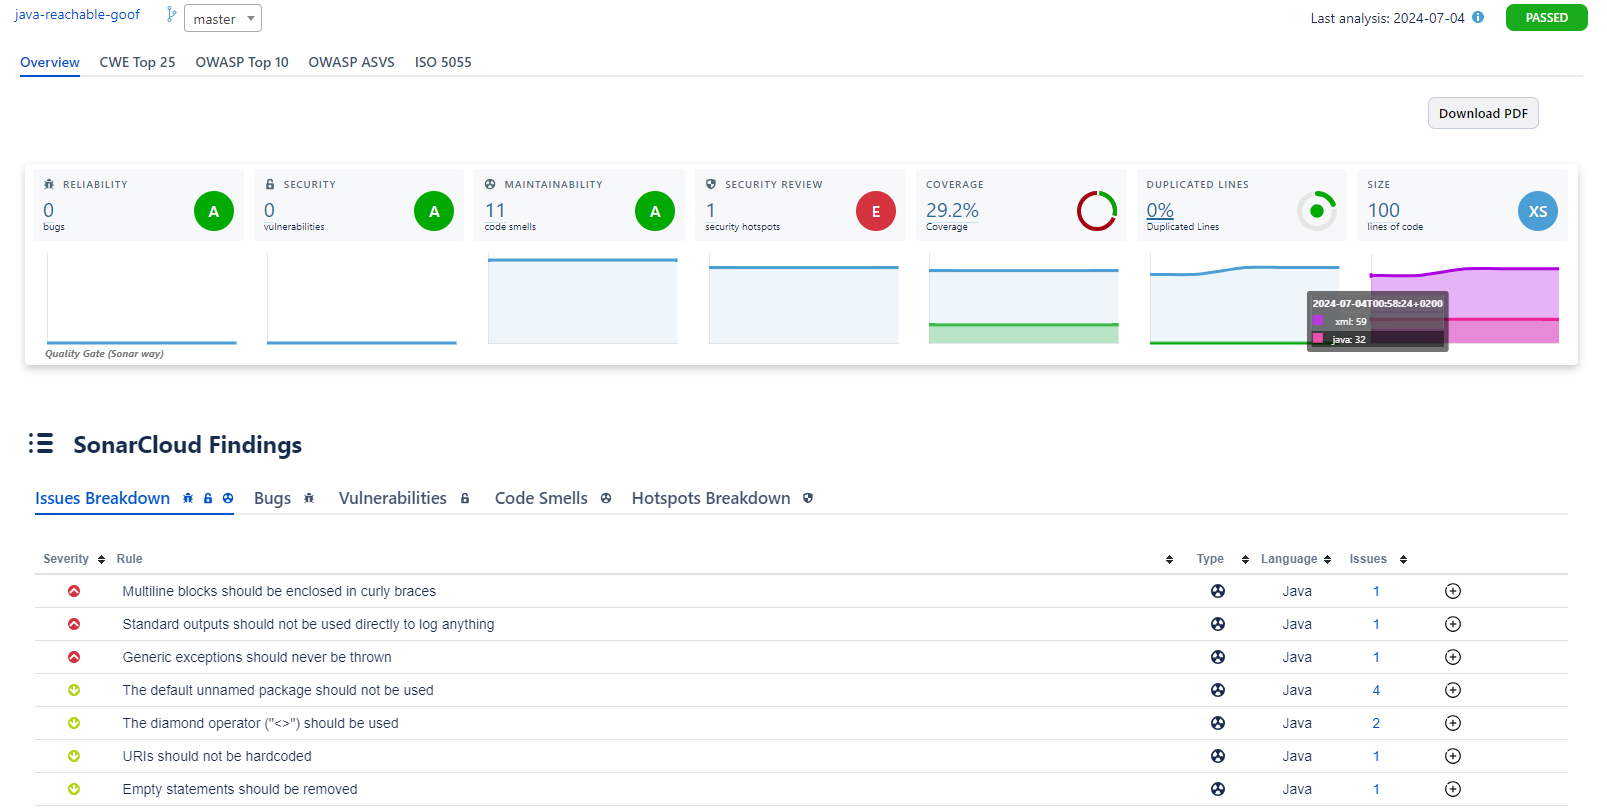 java-reachable-goof
master
Last analysis: 2024-07-04
PASSED
Overview
CWE Top 25
OWASP Top 10
OWASP ASVS
ISO 5055
Download PDF
RELIABILITY
0
bugs
A
SECURITY
0
vulnerabilities
A
MAINTAINABILITY
11
code smells
A
SECURITY REVIEW
1
security hotspots
E
COVERAGE
29.2%
Coverage
DUPLICATED LINES
0%
Duplicated Lines
SIZE
100
lines of code
XS
2024-07-04T00:58:24+0200
xml: 59
java: 32
Quality Gate (Sonar way)
SonarCloud Findings
Issues Breakdown
Bugs
Vulnerabilities
Code Smells
Hotspots Breakdown
Severity Rule Type Language Issues
Multiline blocks should be enclosed in curly braces Java 1
Standard outputs should not be used directly to log anything Java 1
Generic exceptions should never be thrown Java 1
The default unnamed package should not be used Java 4
The diamond operator ("<>") should be used Java 2
URIs should not be hardcoded Java 1
Empty statements should be removed Java 1